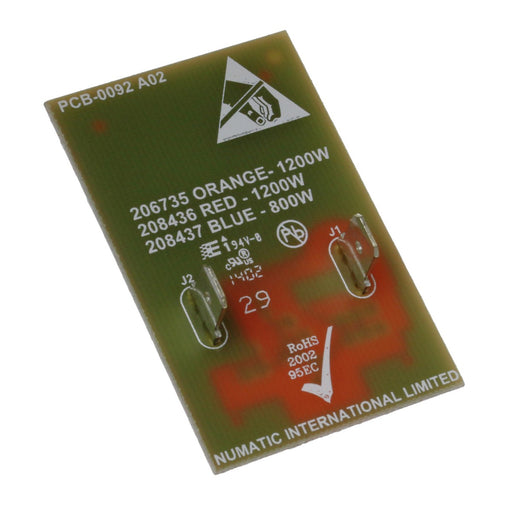 PCB-0092 A02
206735 ORANGE- 1200W
208436 RED - 1200W
208437 BLUE - 800W
94V-0
Pb
J1
J2
1402
29
RoHS
2002
95EC
NUMATIC INTERNATIONAL LIMITED